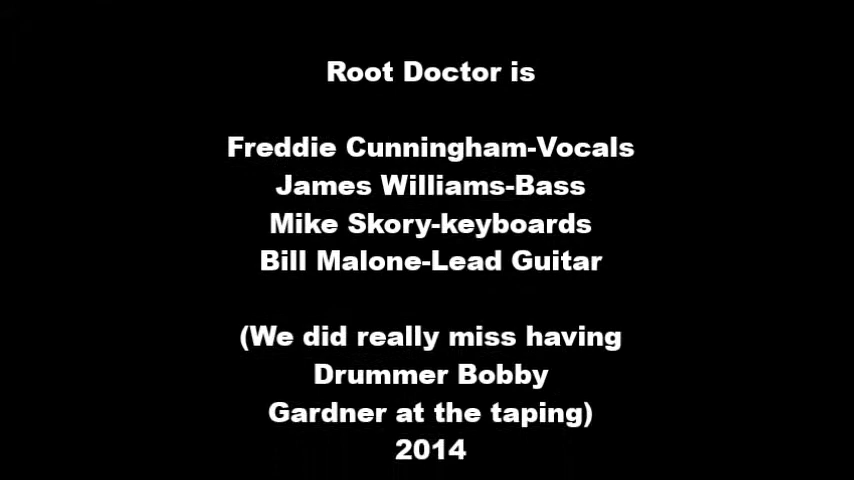 Root Doctor is
Freddie Cunningham-Vocals
James Williams-Bass
Mike Skory-keyboards
Bill Malone-Lead Guitar
(We did really miss having
Drummer Bobby
Gardner at the taping)
2014